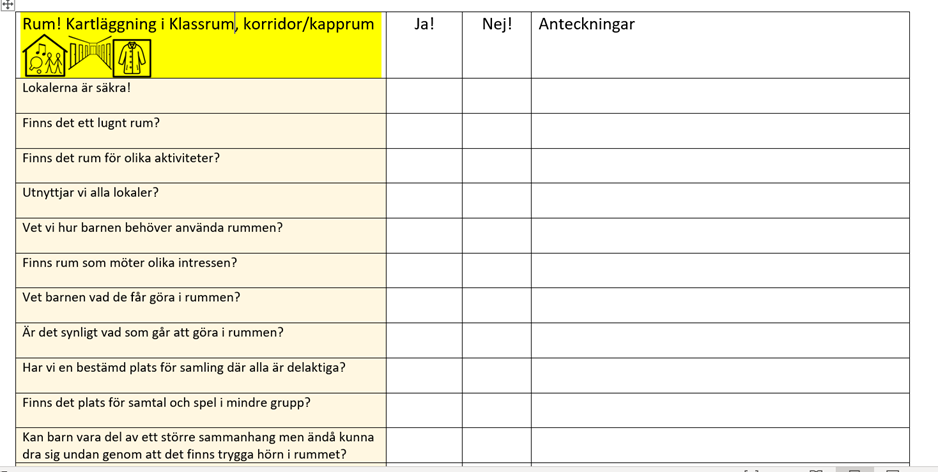 Rum! Kartläggning i Klassrum, korridor/kapprum
Ja!
Nej!
Anteckningar
Lokalerna är säkra!
Finns det ett lugnt rum?
Finns det rum för olika aktiviteter?
Utnyttjar vi alla lokaler?
Vet vi hur barnen behöver använda rummen?
Finns rum som möter olika intressen?
Vet barnen vad de får göra i rummen?
Är det synligt vad som går att göra i rummen?
Har vi en bestämd plats för samling där alla är delaktiga?
Finns det plats för samtal och spel i mindre grupp?
Kan barn vara del av ett större sammanhang men ändå kunna
dra sig undan genom att det finns trygga hörn i rummet?